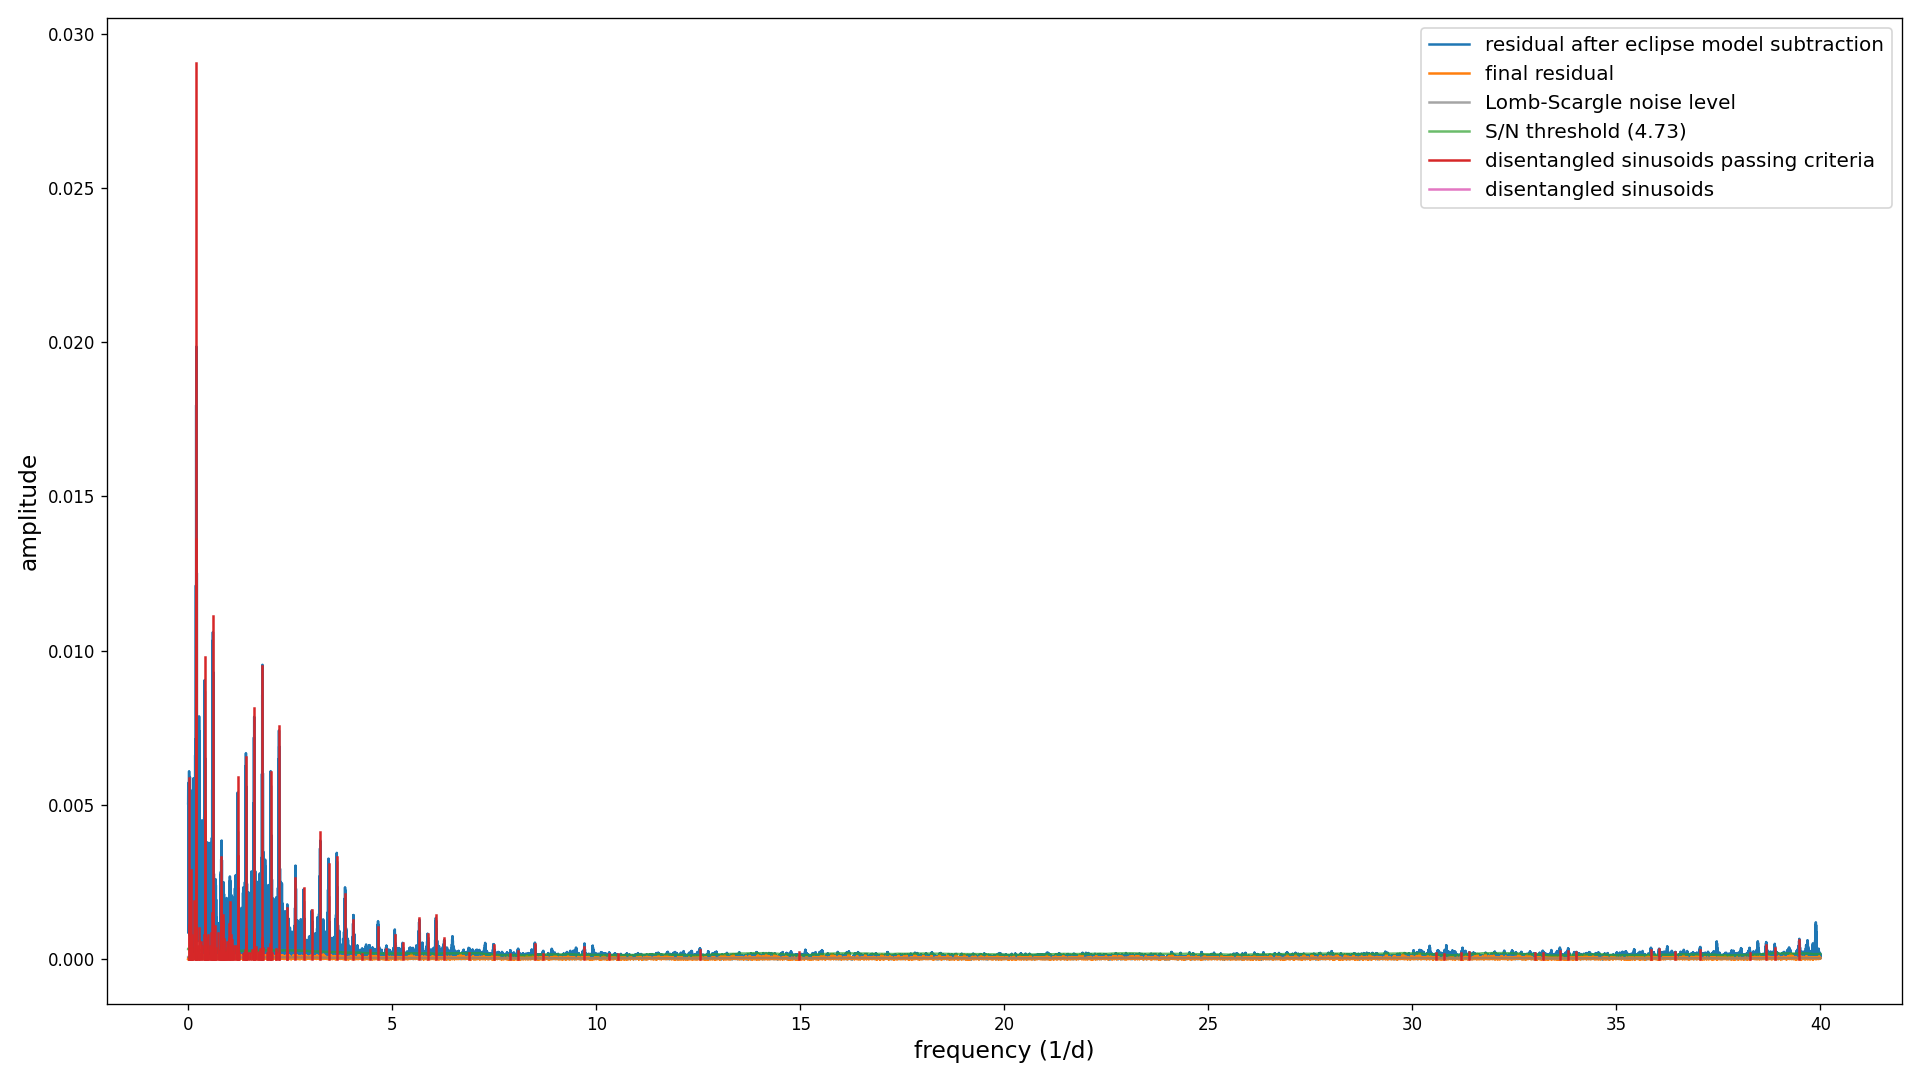 0.030
0.025
0.020
0.015
0.010
0.005
0.000
amplitude
0 5 10 15 20 25 30 35 40
frequency (1/d)
residual after eclipse model subtraction
final residual
Lomb-Scargle noise level
S/N threshold (4.73)
disentangled sinusoids passing criteria
disentangled sinusoids